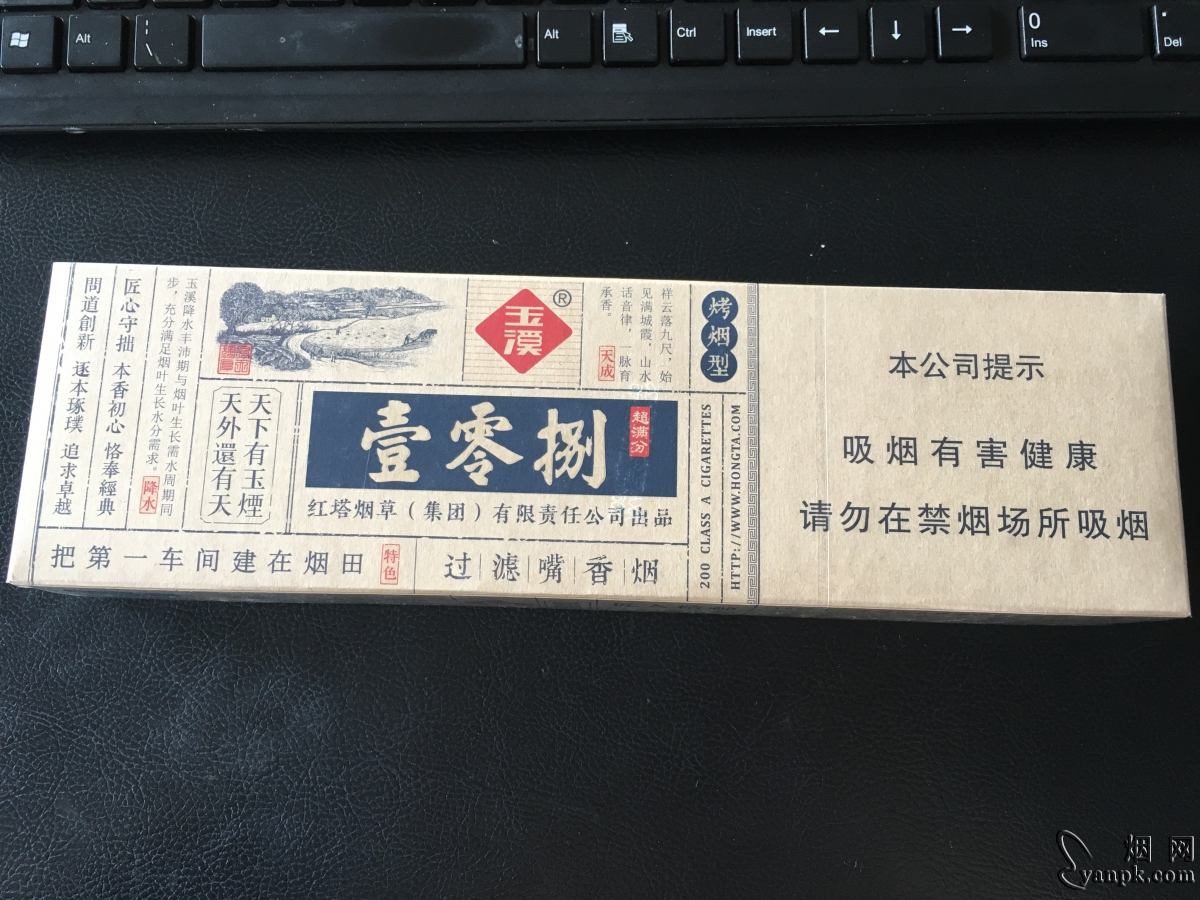 Alt
Alt
Ctrl
Insert
←
↓
→
0
Ins
.
Del
問道創新 逐本琢璞 追求卓越
匠心守拙 本香初心 恪奉經典
玉溪降水丰沛期与烟叶生长需水周期同
步，充分满足烟叶生长水分需求。
降水
玉溪
®
祥云落九尺，始
见满城霞，山水
话音律，一脉育
承香。
天成
烤烟型
天下有玉煙
天外還有天
壹零捌
超满分
红塔烟草（集团）有限责任公司出品
把第一车间建在烟田
特色
过滤嘴香烟
200 CLASS A CIGARETTES
HTTP://WWW.HONGTA.COM
本公司提示
吸烟有害健康
请勿在禁烟场所吸烟
烟网
yanpk.com